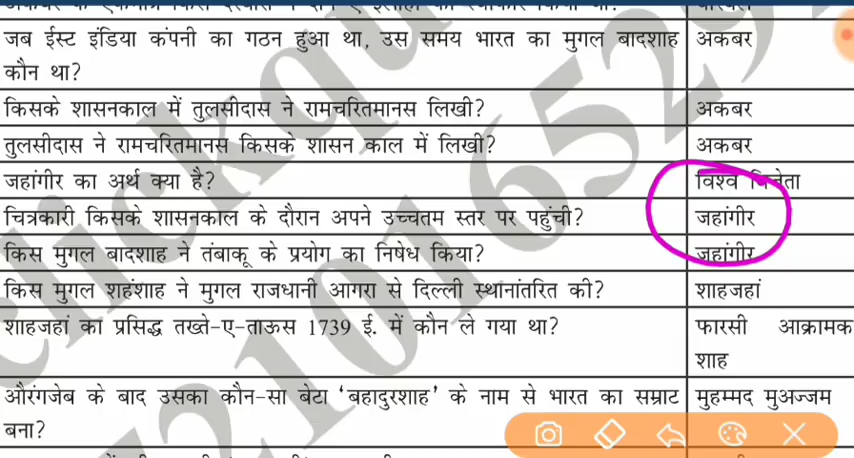 जब ईस्ट इंडिया कंपनी का गठन हुआ था, उस समय भारत का मुगल बादशाह अकबर
कौन था?
किसके शासनकाल में तुलसीदास ने रामचरितमानस लिखी? अकबर
तुलसीदास ने रामचरितमानस किसके शासन काल में लिखी? अकबर
जहांगीर का अर्थ क्या है? विश्व विजेता
चित्रकारी किसके शासनकाल के दौरान अपने उच्चतम स्तर पर पहुंची? जहांगीर
किस मुगल बादशाह ने तंबाकू के प्रयोग का निषेध किया? जहांगीर
किस मुगल शहंशाह ने मुगल राजधानी आगरा से दिल्ली स्थानांतरित की? शाहजहां
शाहजहां का प्रसिद्ध तख्ते-ए-ताऊस 1739 ई. में कौन ले गया था? फारसी आक्रामक
शाह
औरंगजेब के बाद उसका कौन-सा बेटा ‘बहादुरशाह’ के नाम से भारत का सम्राट मुहम्मद मुअज्जम
बना?